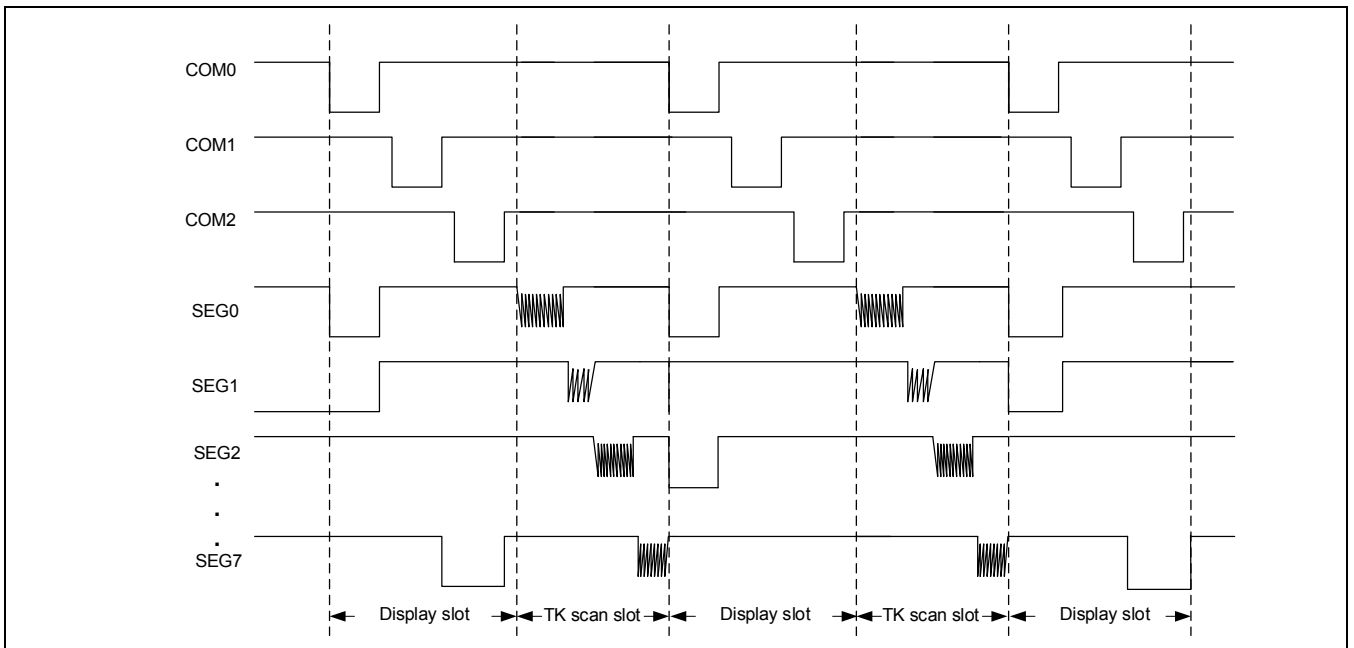 COM0
COM1
COM2
SEG0
SEG1
SEG2
.
.
.
SEG7
Display slot TK scan slot Display slot TK scan slot Display slot